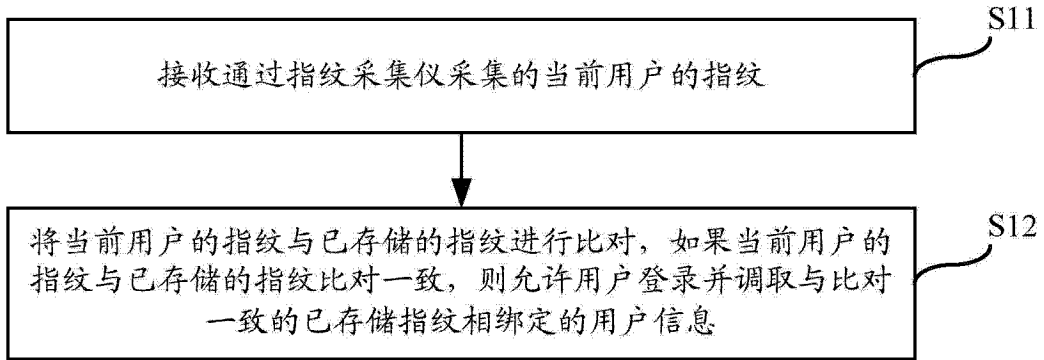 S11
接收通过指纹采集仪采集的当前用户的指纹
S12
将当前用户的指纹与已存储的指纹进行比对，如果当前用户的
指纹与已存储的指纹比对一致，则允许用户登录并调取与比对
一致的已存储指纹相绑定的用户信息